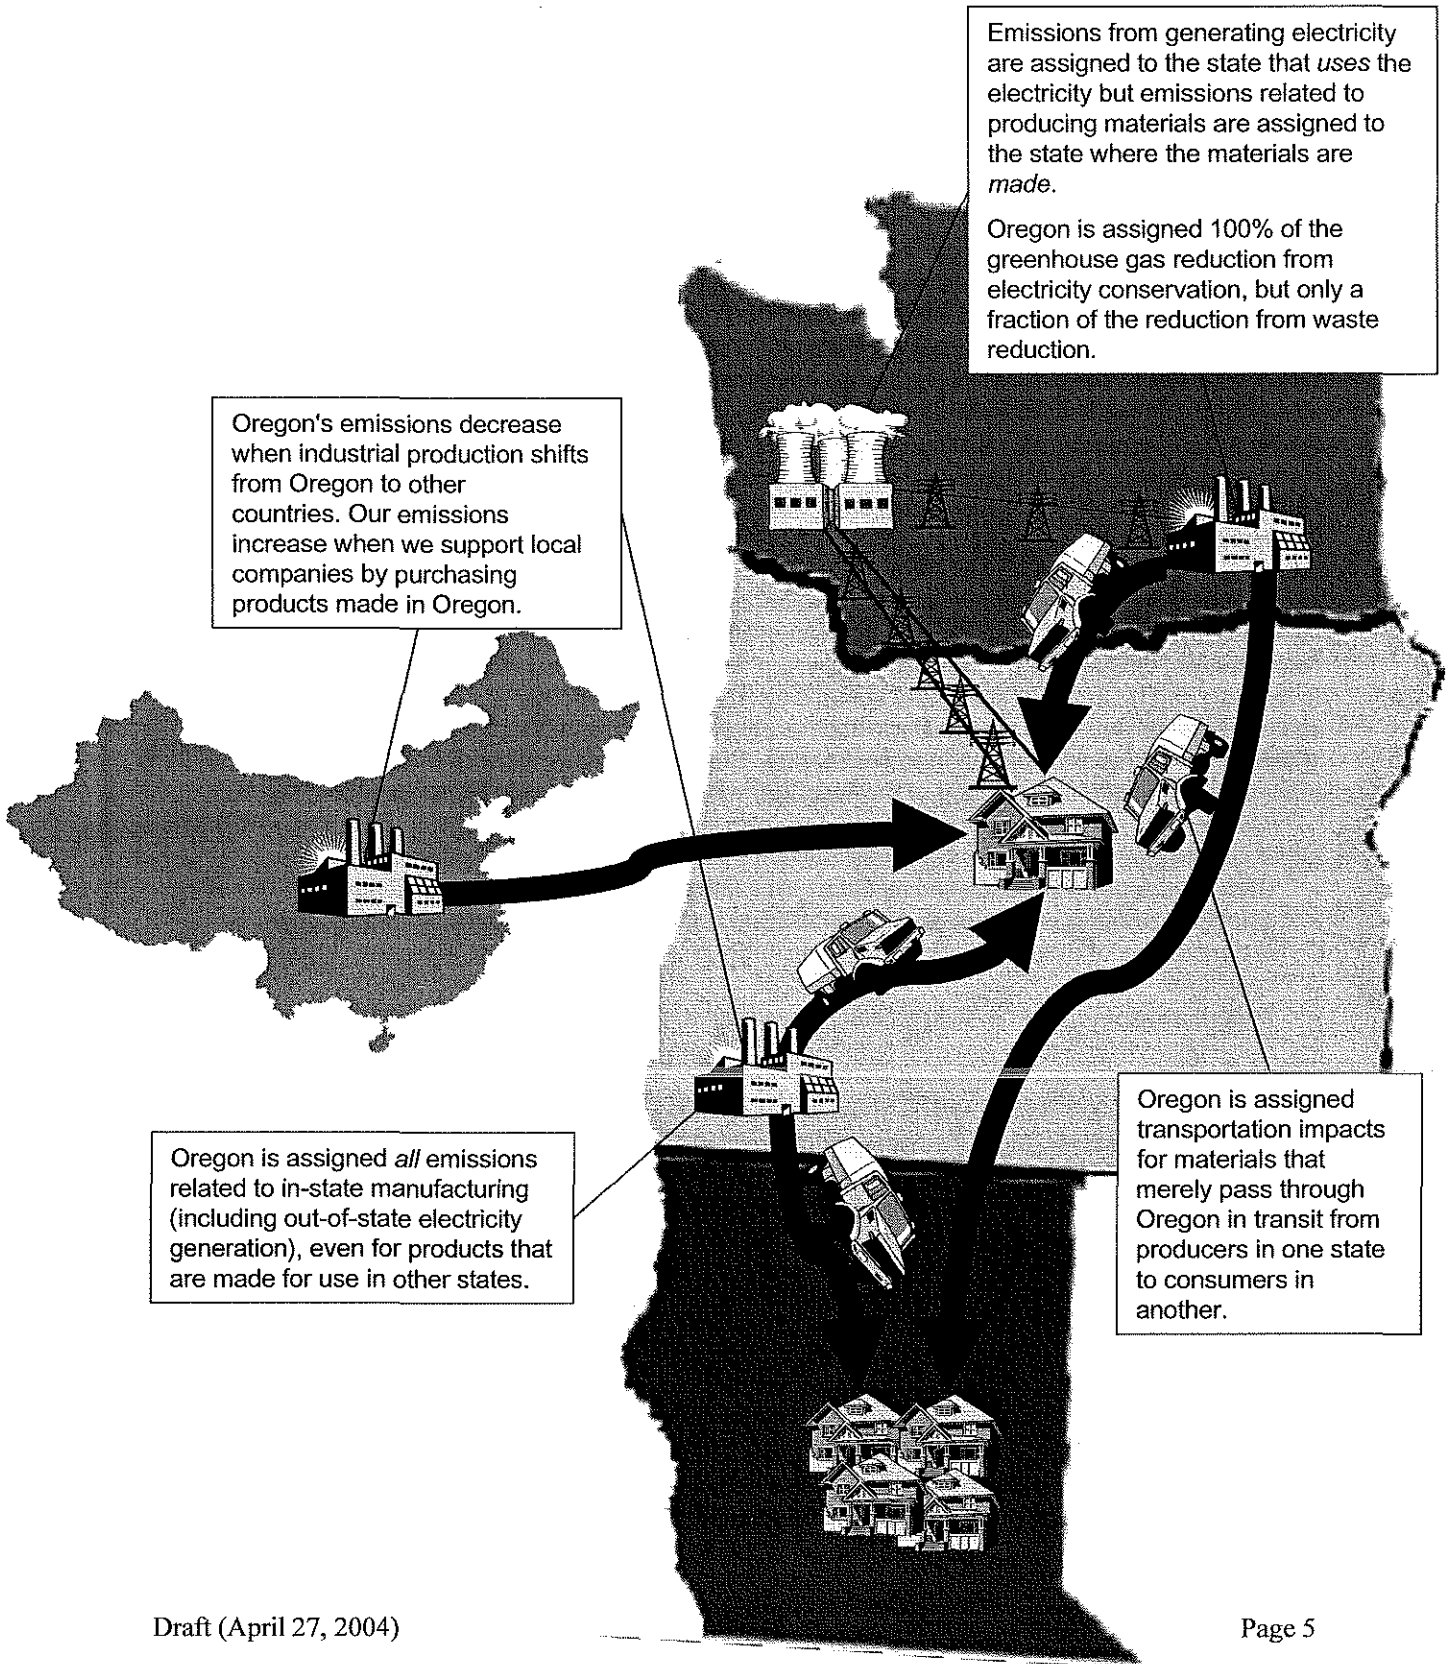 Emissions from generating electricity
are assigned to the state that uses the
electricity but emissions related to
producing materials are assigned to
the state where the materials are
made.
Oregon is assigned 100% of the
greenhouse gas reduction from
electricity conservation, but only a
fraction of the reduction from waste
reduction.
Oregon's emissions decrease
when industrial production shifts
from Oregon to other
countries. Our emissions
increase when we support local
companies by purchasing
products made in Oregon.
Oregon is assigned all emissions
related to in-state manufacturing
(including out-of-state electricity
generation), even for products that
are made for use in other states.
Oregon is assigned
transportation impacts
for materials that
merely pass through
Oregon in transit from
producers in one state
to consumers in
another.
Draft (April 27, 2004)
Page 5